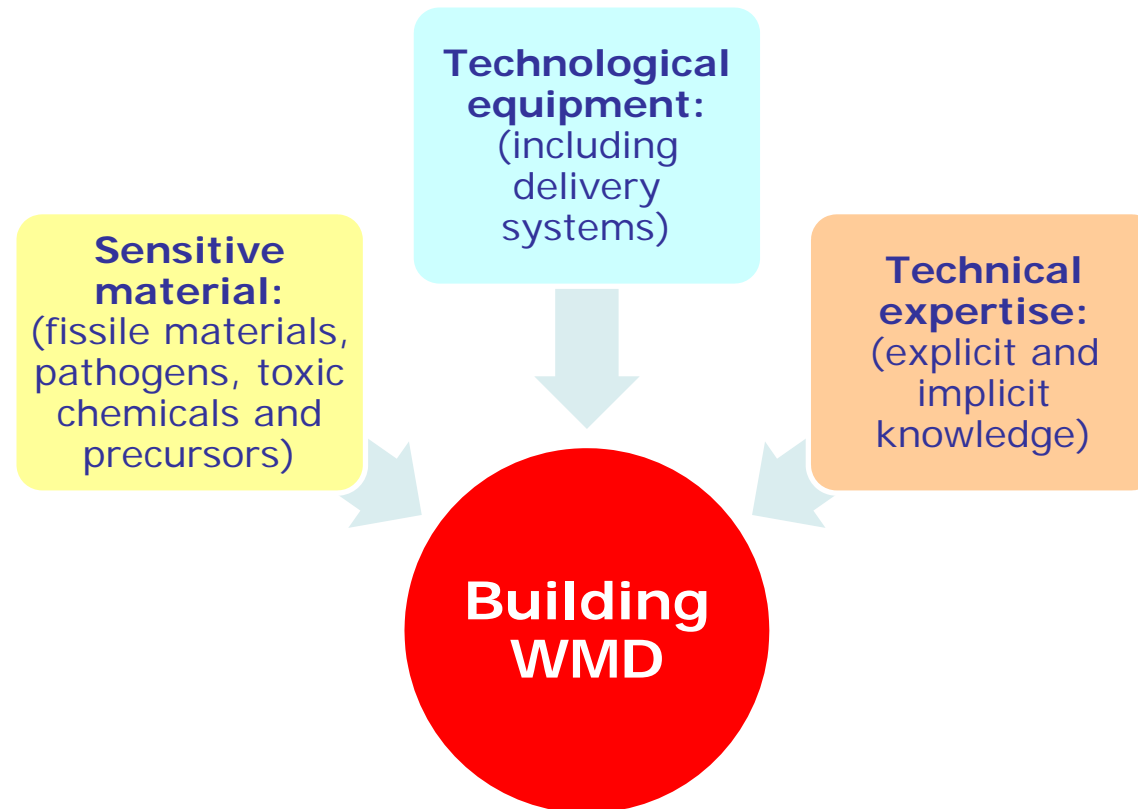 Technological
equipment:
(including
delivery
systems)
Sensitive
material:
(fissile materials,
pathogens, toxic
chemicals and
precursors)
Technical
expertise:
(explicit and
implicit
knowledge)
Building
WMD